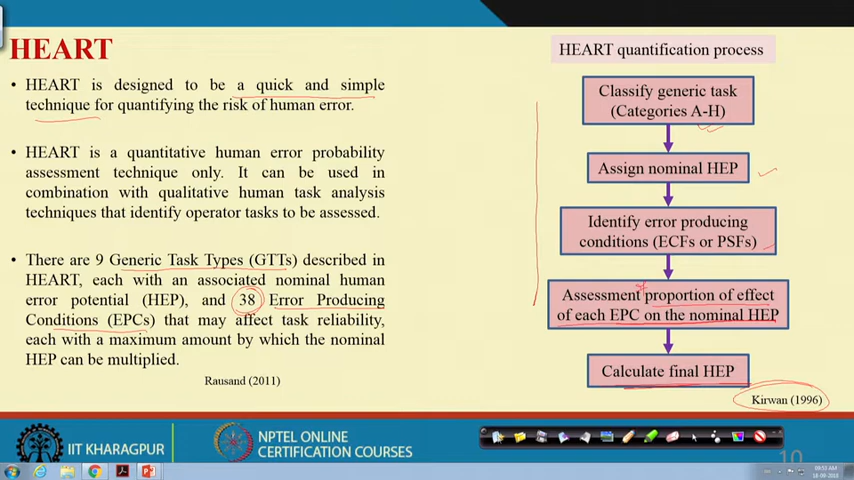 HEART
• HEART is designed to be a quick and simple
technique for quantifying the risk of human error.
• HEART is a quantitative human error probability
assessment technique only. It can be used in
combination with qualitative human task analysis
techniques that identify operator tasks to be assessed.
• There are 9 Generic Task Types (GTTs) described in
HEART, each with an associated nominal human
error potential (HEP), and 38 Error Producing
Conditions (EPCs) that may affect task reliability,
each with a maximum amount by which the nominal
HEP can be multiplied.
Rausand (2011)
HEART quantification process
Classify generic task
(Categories A-H)
Assign nominal HEP
Identify error producing
conditions (ECFs or PSFs)
Assessment proportion of effect
of each EPC on the nominal HEP
Calculate final HEP
Kirwan (1996)
IIT KHARAGPUR
NPTEL ONLINE
CERTIFICATION COURSES
10